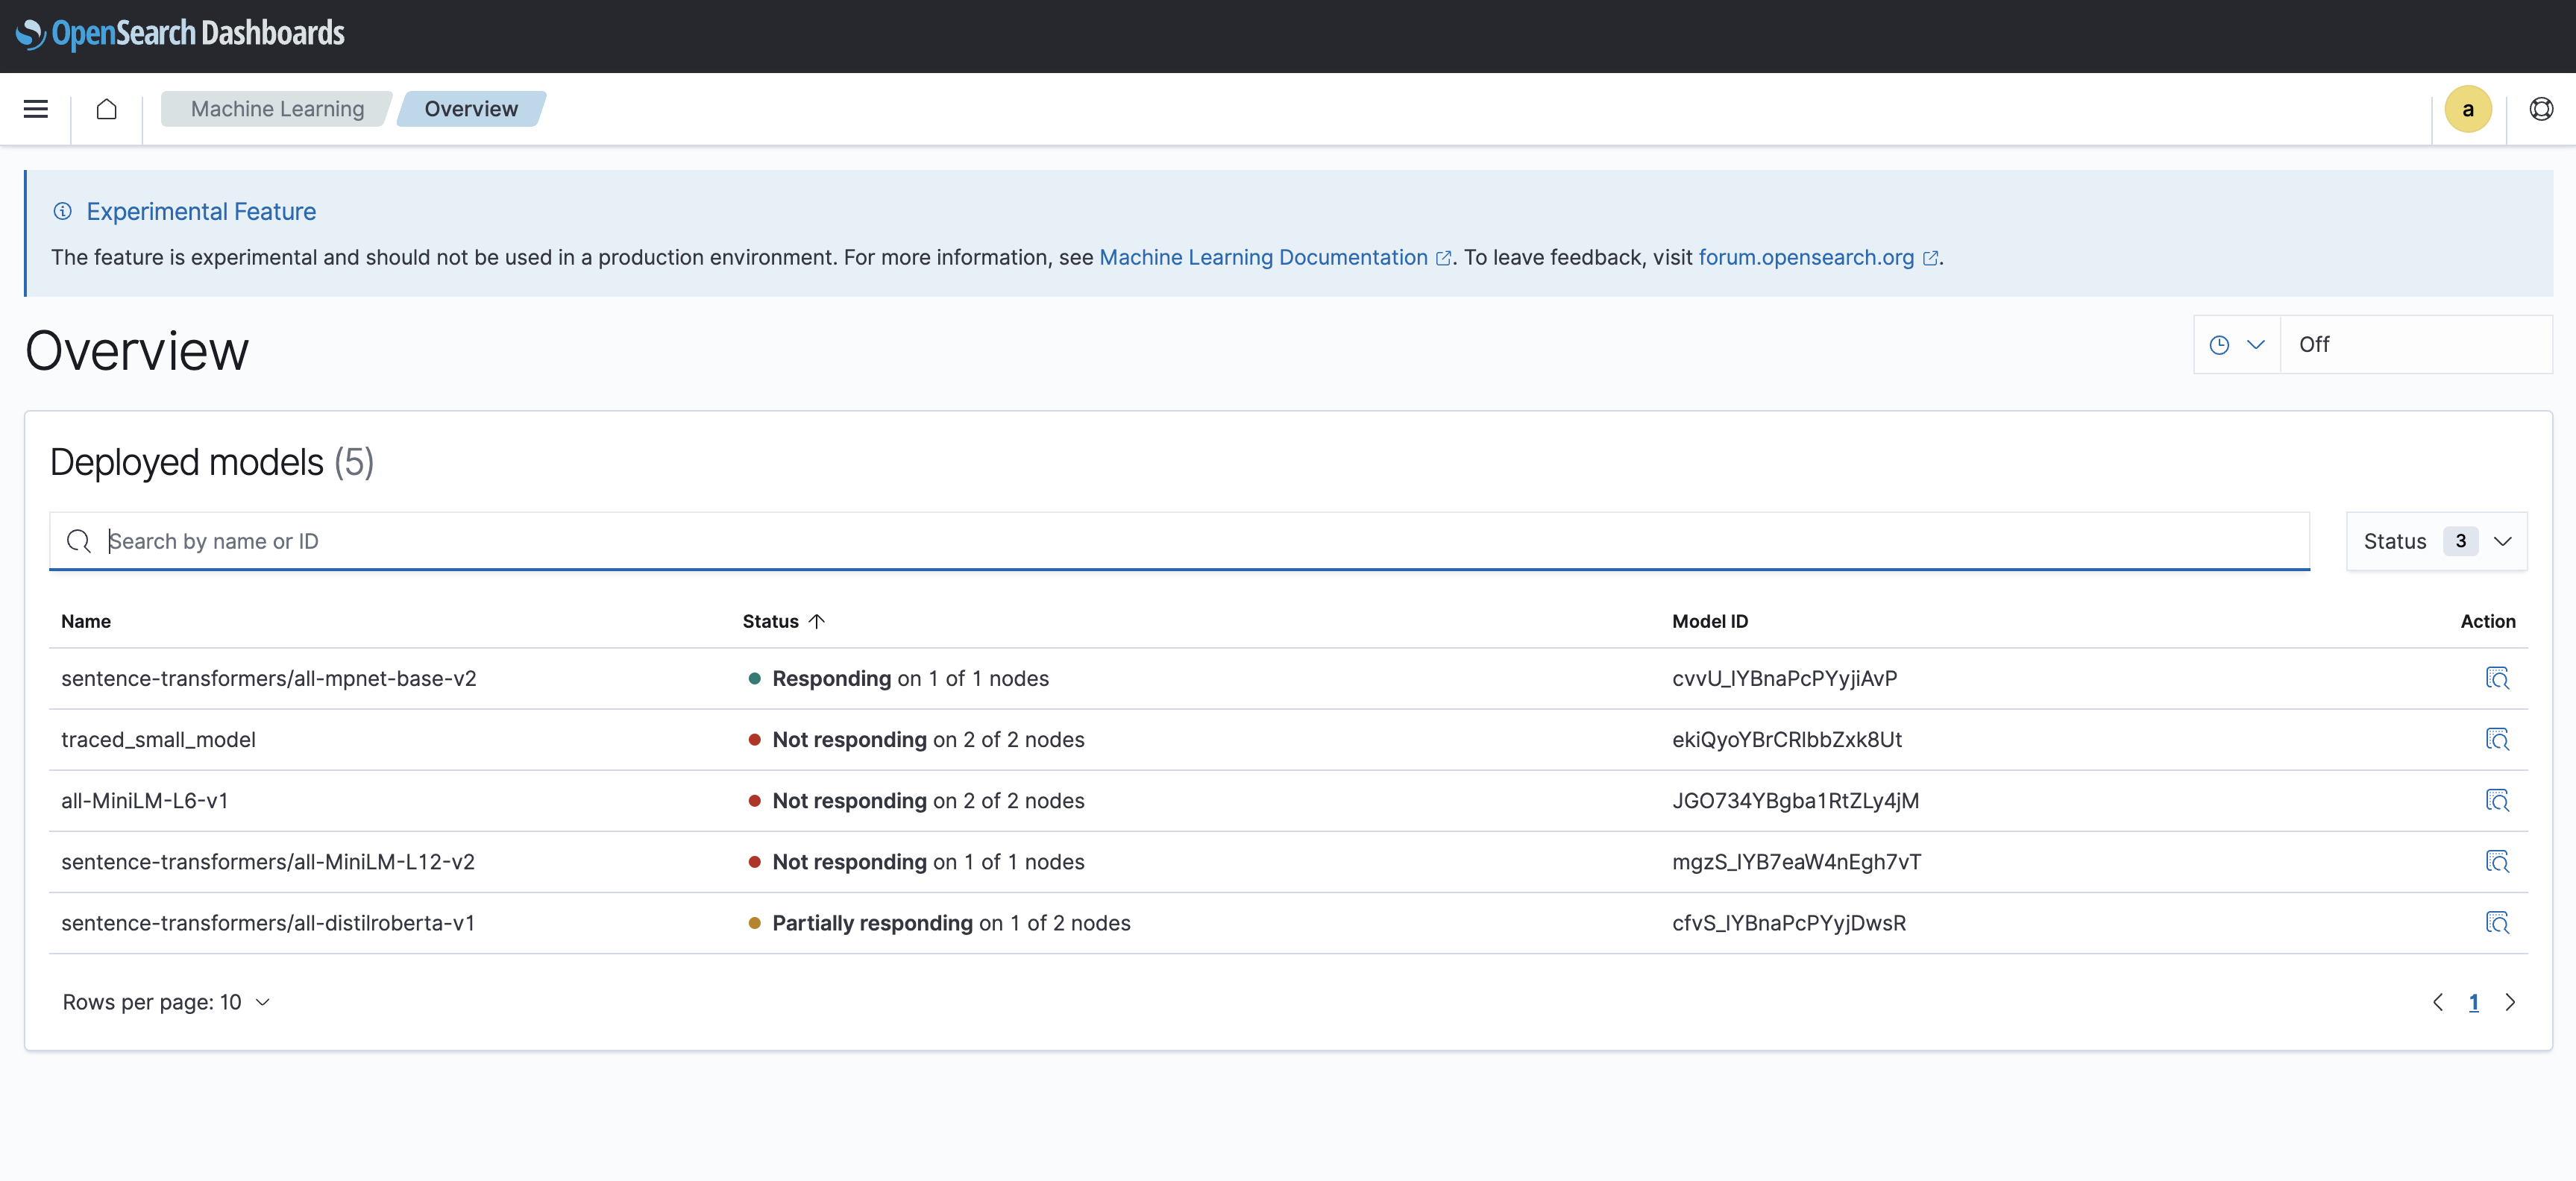 OpenSearch Dashboards
Machine Learning Overview a
Experimental Feature
The feature is experimental and should not be used in a production environment. For more information, see Machine Learning Documentation. To leave feedback, visit forum.opensearch.org.
Overview Off
Deployed models (5)
Search by name or ID Status 3
Name Status Model ID Action
sentence-transformers/all-mpnet-base-v2 Responding on 1 of 1 nodes cvvU_lYBnaPcPYyjiAvP
traced_small_model Not responding on 2 of 2 nodes ekiQyoYBrCRlbbZxk8Ut
all-MiniLM-L6-v1 Not responding on 2 of 2 nodes JGO734YBgba1RtZLy4jM
sentence-transformers/all-MiniLM-L12-v2 Not responding on 1 of 1 nodes mgzS_lYB7eaW4nEgh7vT
sentence-transformers/all-distilroberta-v1 Partially responding on 1 of 2 nodes cfvS_lYBnaPcPYyjDwsR
Rows per page: 10 1